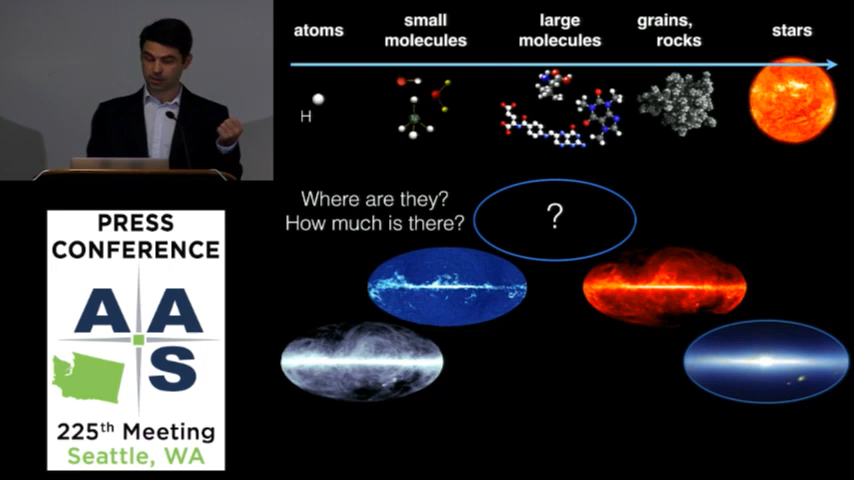 atoms
small
molecules
large
molecules
grains,
rocks
stars
H
Where are they?
How much is there?
?
PRESS
CONFERENCE
A A
S
225th Meeting
Seattle, WA